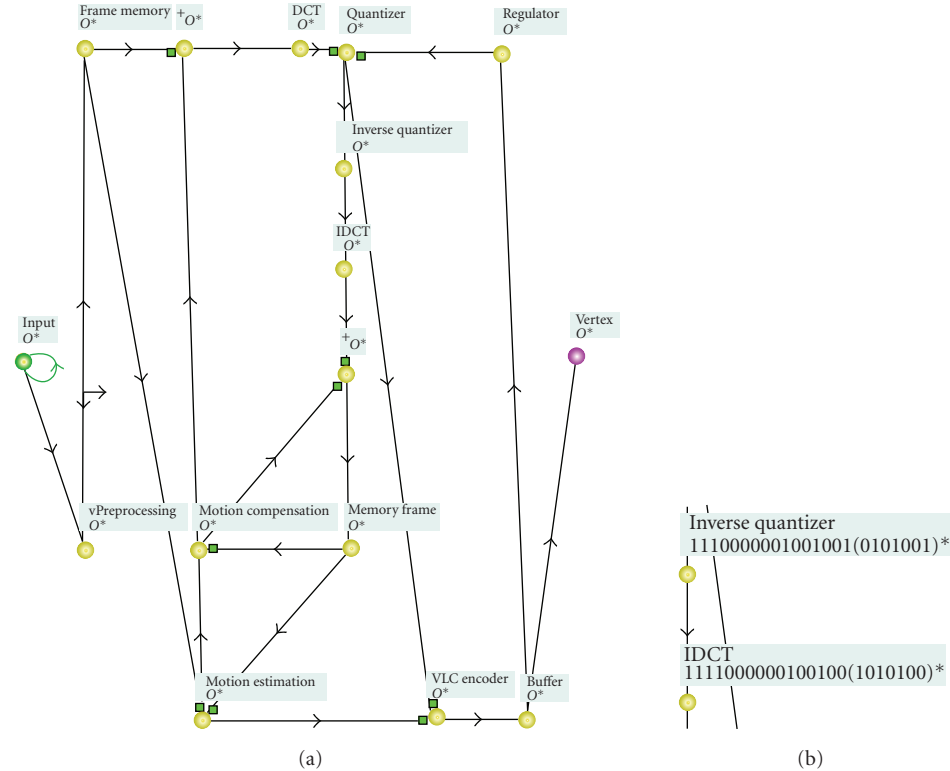 Frame memory
O*
+O*
DCT
O*
Quantizer
O*
Regulator
O*
Inverse quantizer
O*
IDCT
O*
Input
O*
+O*
Vertex
O*
vPreprocessing
O*
Motion compensation
O*
Memory frame
O*
Motion estimation
O*
VLC encoder
O*
Buffer
O*
(a)
Inverse quantizer
1110000001001001(0101001)*
IDCT
1111000000100100(1010100)*
(b)